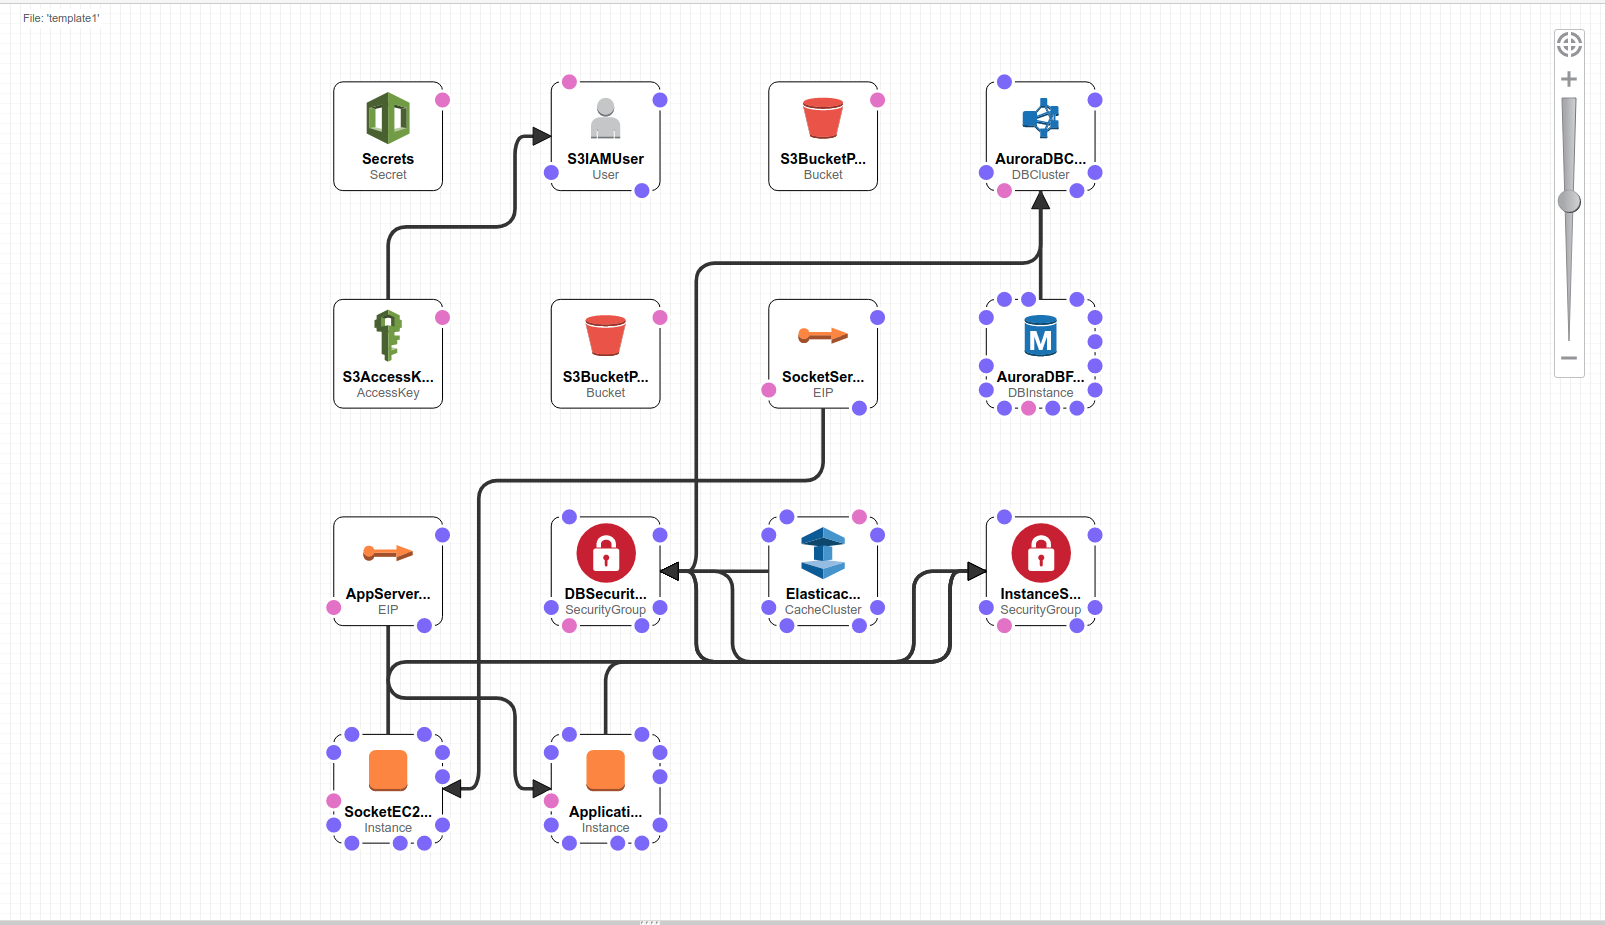 File: 'template1'
Secrets
Secret
S3IAMUser
User
S3BucketP...
Bucket
AuroraDBC...
DBCluster
S3AccessK...
AccessKey
S3BucketP...
Bucket
SocketSer...
EIP
M
AuroraDBF...
DBInstance
AppServer...
EIP
DBSecurit...
SecurityGroup
Elasticac...
CacheCluster
InstanceS...
SecurityGroup
SocketEC2...
Instance
Applicati...
Instance